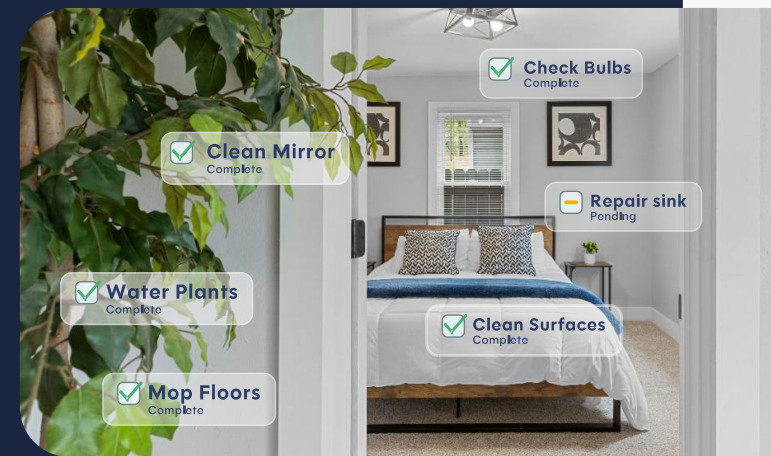 Check Bulbs
Complete
Clean Mirror
Complete
Repair sink
Pending
Water Plants
Complete
Clean Surfaces
Complete
Mop Floors
Complete